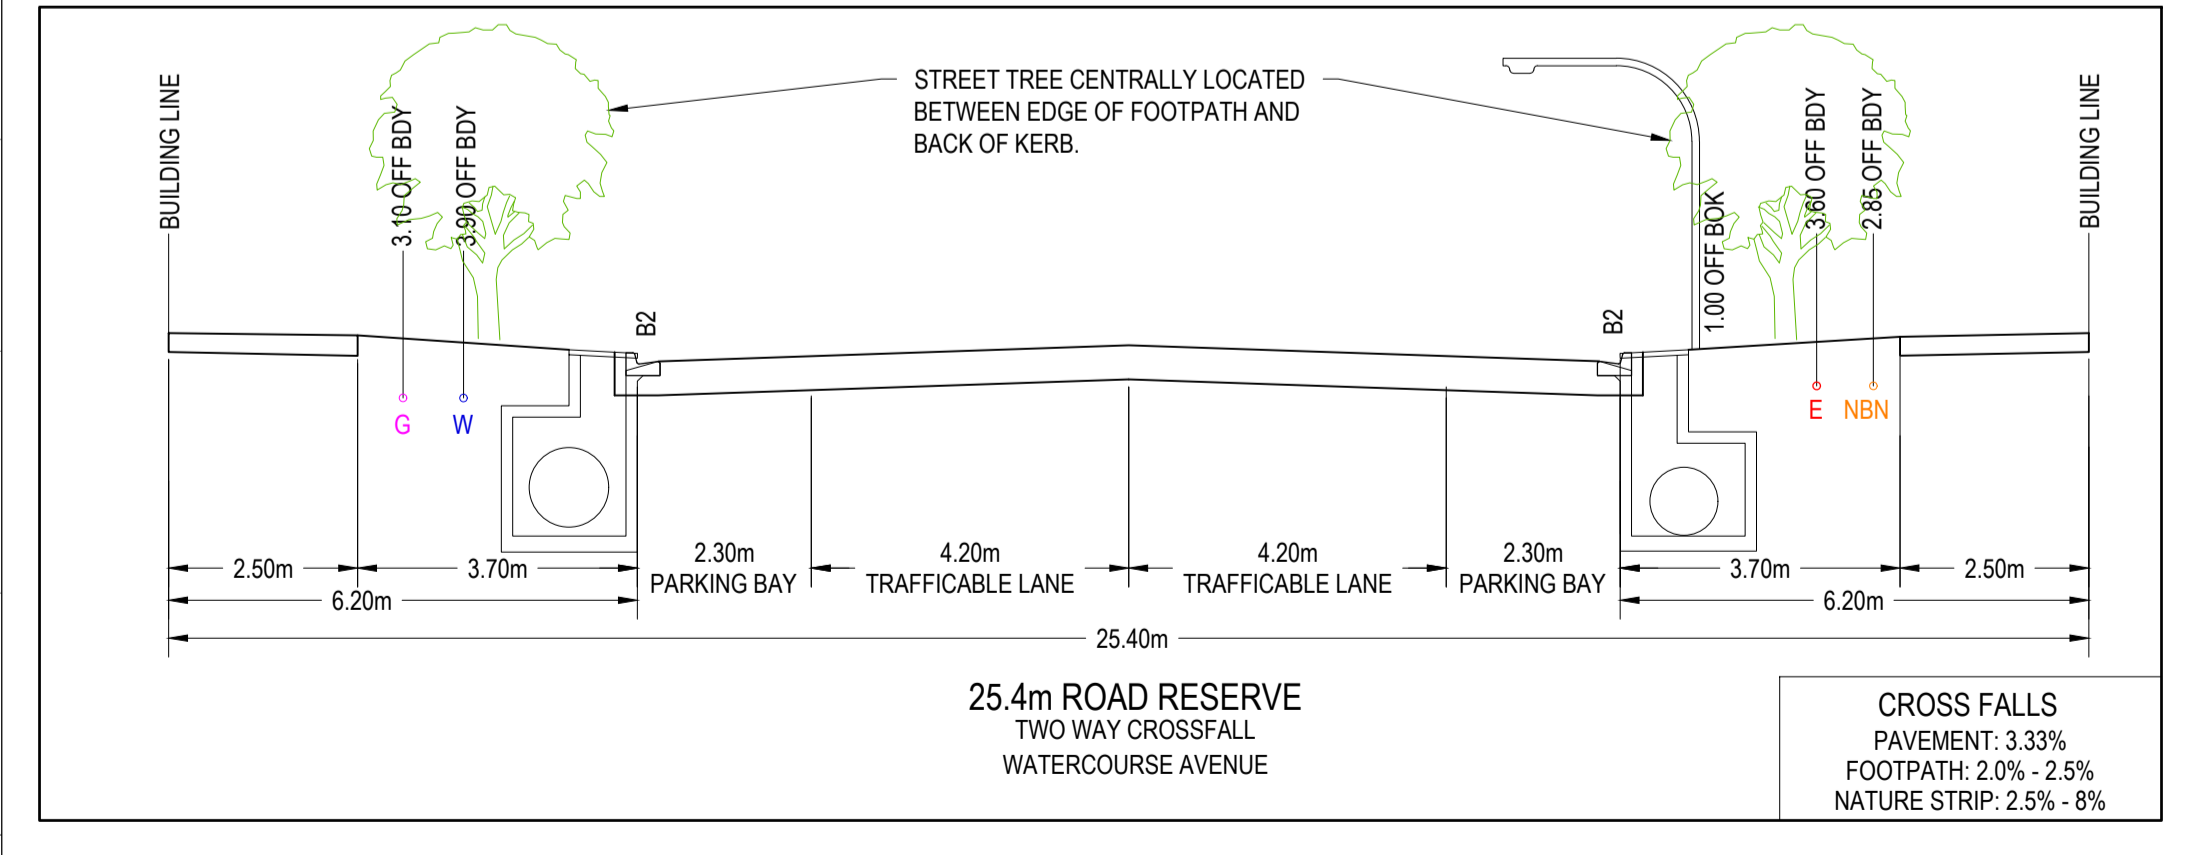 STREET TREE CENTRALLY LOCATED
BETWEEN EDGE OF FOOTPATH AND
BACK OF KERB.
BUILDING LINE
3.10 OFF BDY
3.90 OFF BDY
B2
B2
1.00 OFF BOK
3.60 OFF BDY
2.85 OFF BDY
BUILDING LINE
G
W
E
NBN
2.50m
3.70m
2.30m
PARKING BAY
4.20m
TRAFFICABLE LANE
4.20m
TRAFFICABLE LANE
2.30m
PARKING BAY
3.70m
2.50m
6.20m
6.20m
25.40m
25.4m ROAD RESERVE
TWO WAY CROSSFALL
WATERCOURSE AVENUE
CROSS FALLS
PAVEMENT: 3.33%
FOOTPATH: 2.0% - 2.5%
NATURE STRIP: 2.5% - 8%